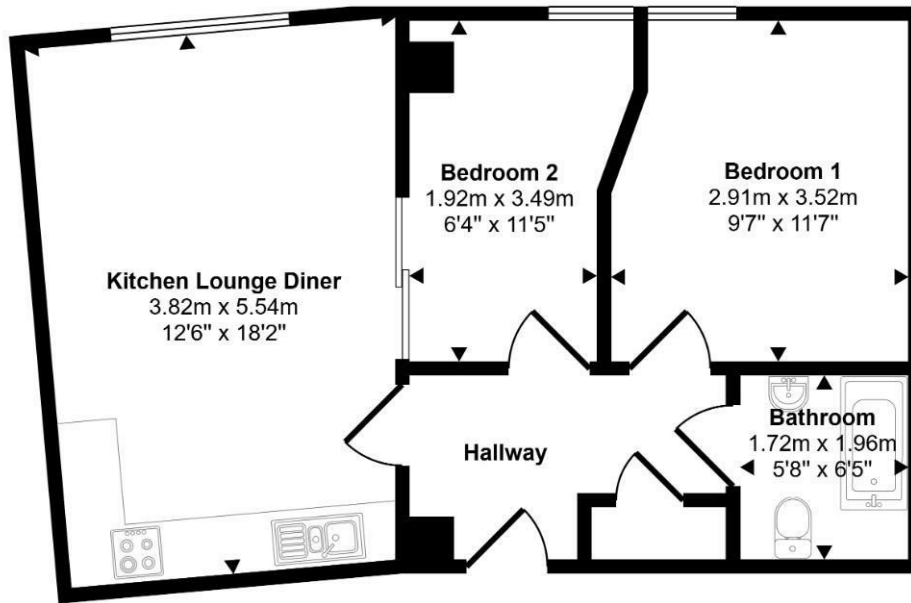 Bedroom 2
1.92m x 3.49m
6'4" x 11'5"
Bedroom 1
2.91m x 3.52m
9'7" x 11'7"
Kitchen Lounge Diner
3.82m x 5.54m
12'6" x 18'2"
Hallway
Bathroom
1.72m x 1.96m
5'8" x 6'5"